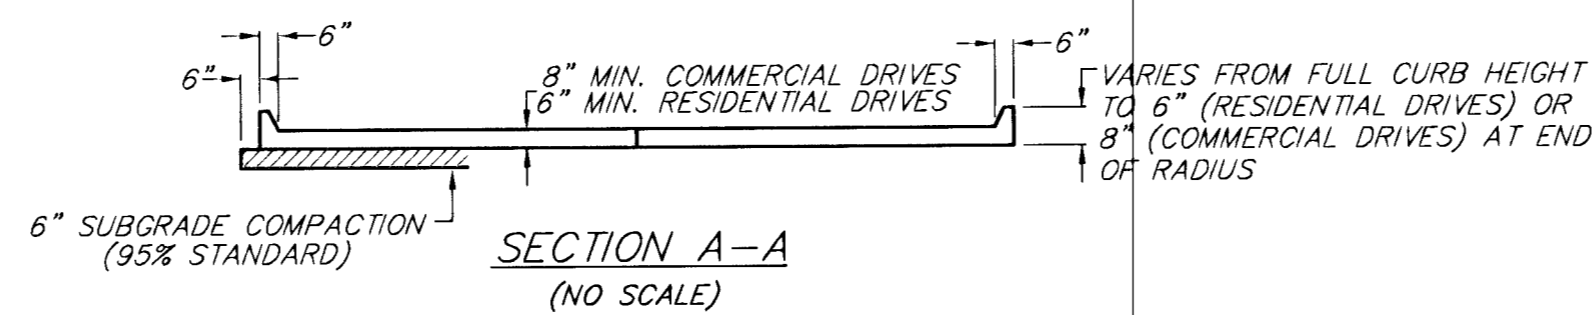 6"
6"
6"
8" MIN. COMMERCIAL DRIVES
6" MIN. RESIDENTIAL DRIVES
VARIES FROM FULL CURB HEIGHT
TO 6" (RESIDENTIAL DRIVES) OR
8" (COMMERCIAL DRIVES) AT END
OF RADIUS
6" SUBGRADE COMPACTION
(95% STANDARD)
SECTION A-A
(NO SCALE)